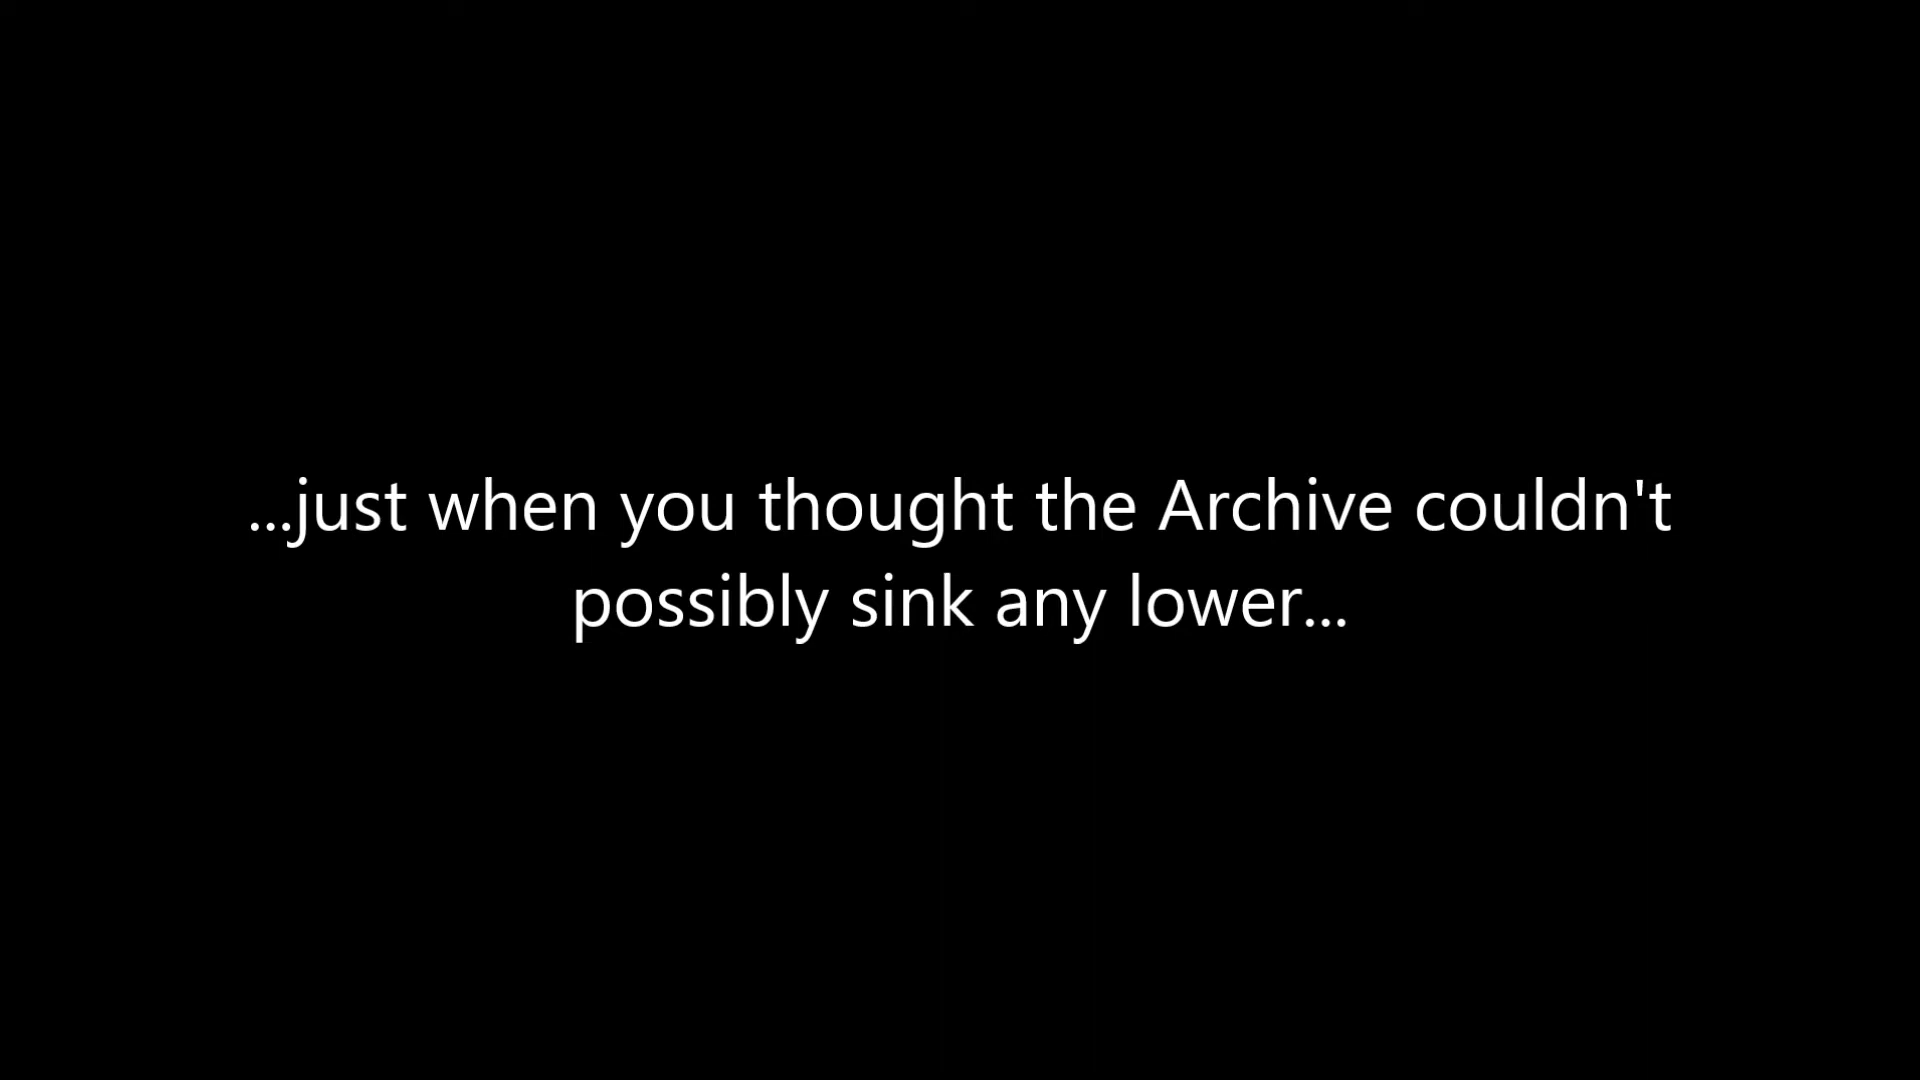 ...just when you thought the Archive couldn't
possibly sink any lower...